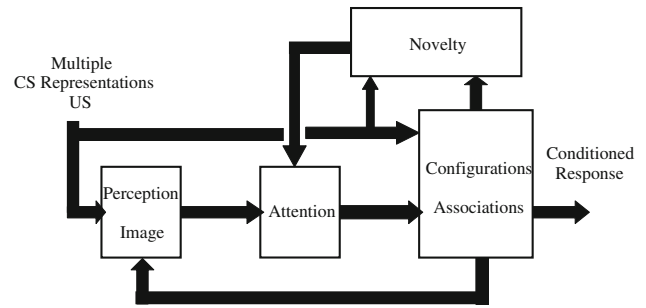 Novelty
Multiple
CS Representations
US
Perception
Image
Attention
Configurations
Associations
Conditioned
Response